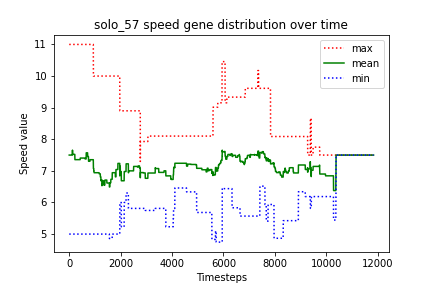 solo_57 speed gene distribution over time
11
10
9
8
7
6
5
Speed value
max
mean
min
0
2000
4000
6000
8000
10000
12000
Timesteps